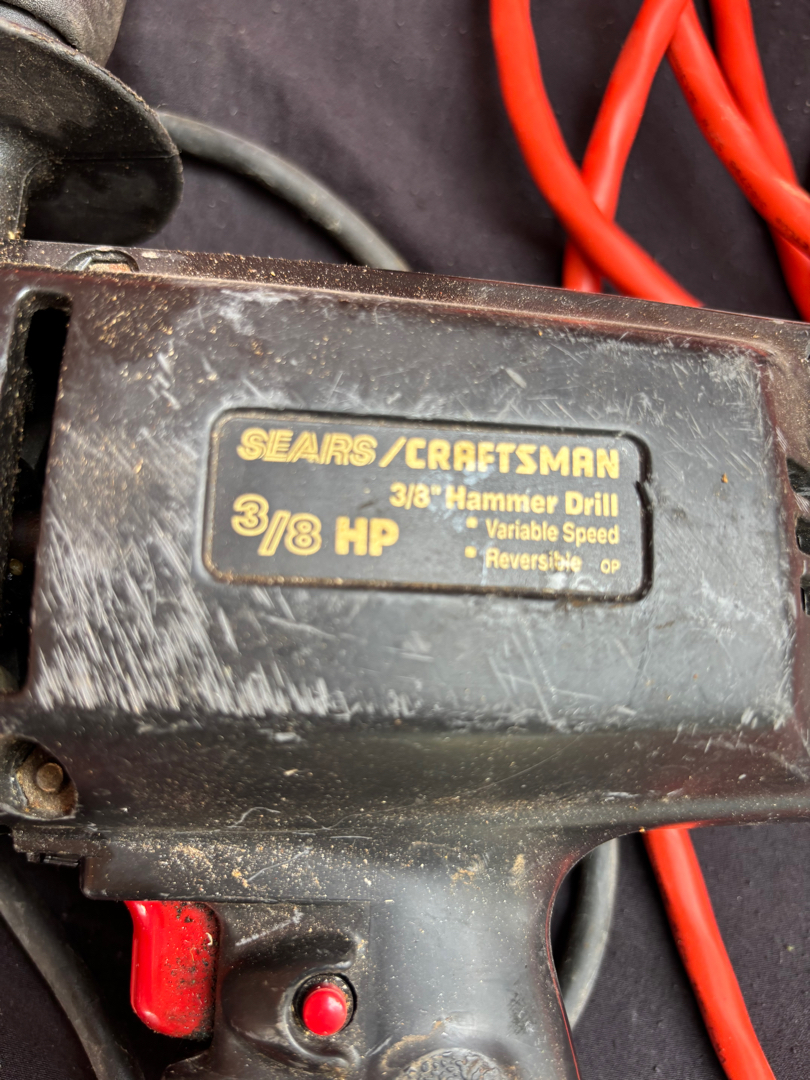 SEARS/CRAFTSMAN
3/8" Hammer Drill
3/8 HP
• Variable Speed
• Reversible OP